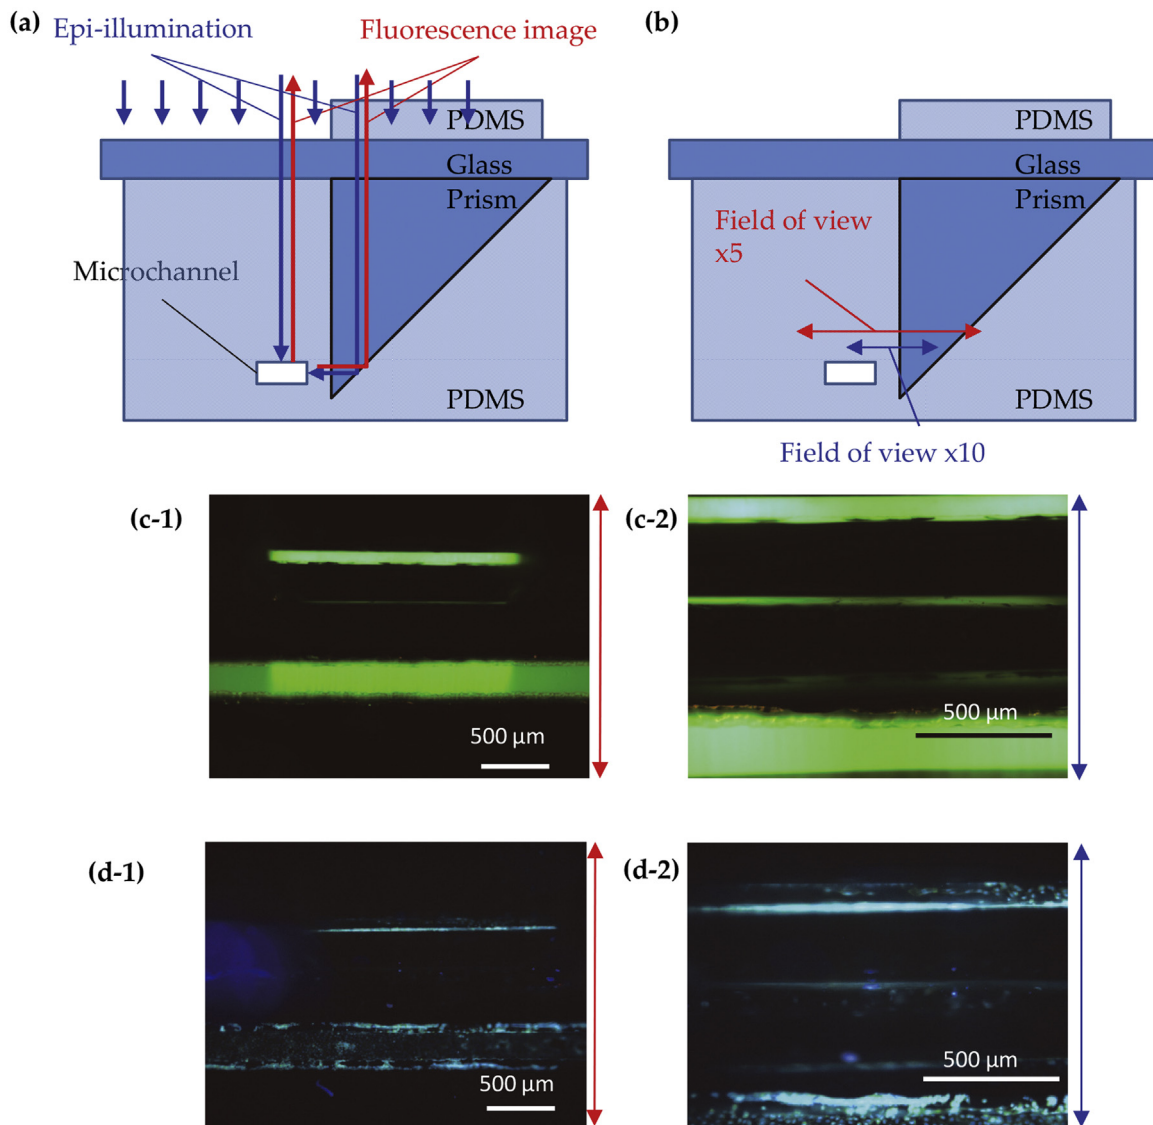 (a)
Epi-illumination
Fluorescence image
PDMS
Glass
Prism
Microchannel
PDMS
(b)
PDMS
Glass
Prism
Field of view
x5
PDMS
Field of view x10
(c-1)
500 μm
(c-2)
500 μm
(d-1)
500 μm
(d-2)
500 μm